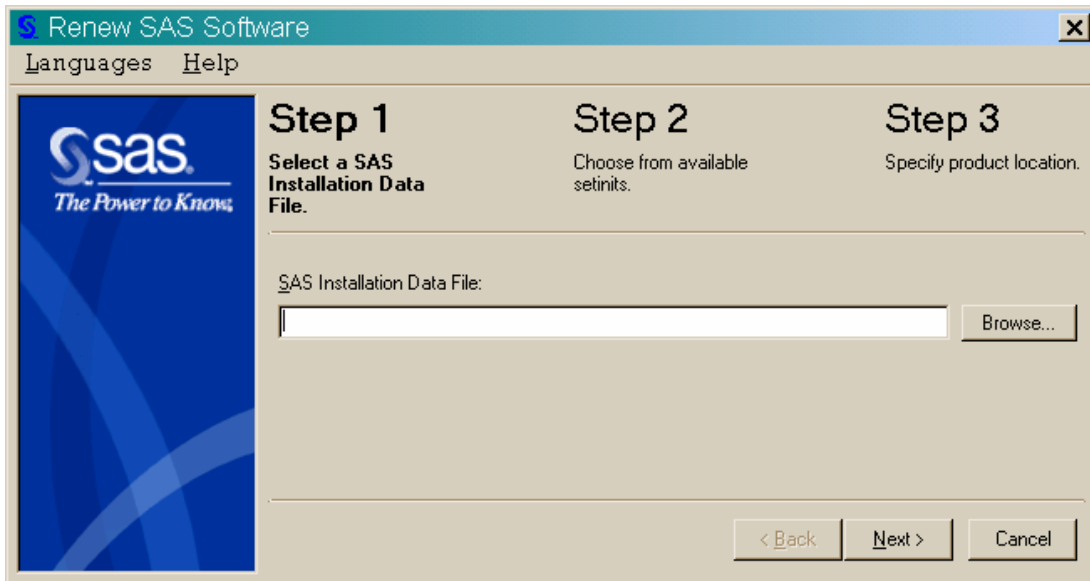 Renew SAS Software
Languages Help
sas.
The Power to Know.
Step 1
Select a SAS
Installation Data
File.
Step 2
Choose from available
setinits.
Step 3
Specify product location.
SAS Installation Data File:
Browse...
< Back
Next >
Cancel